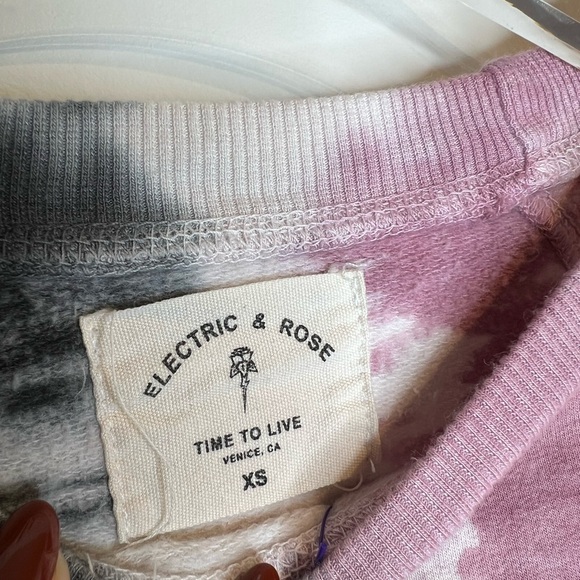 ELECTRIC & ROSE
TIME TO LIVE
VENICE, CA
XS